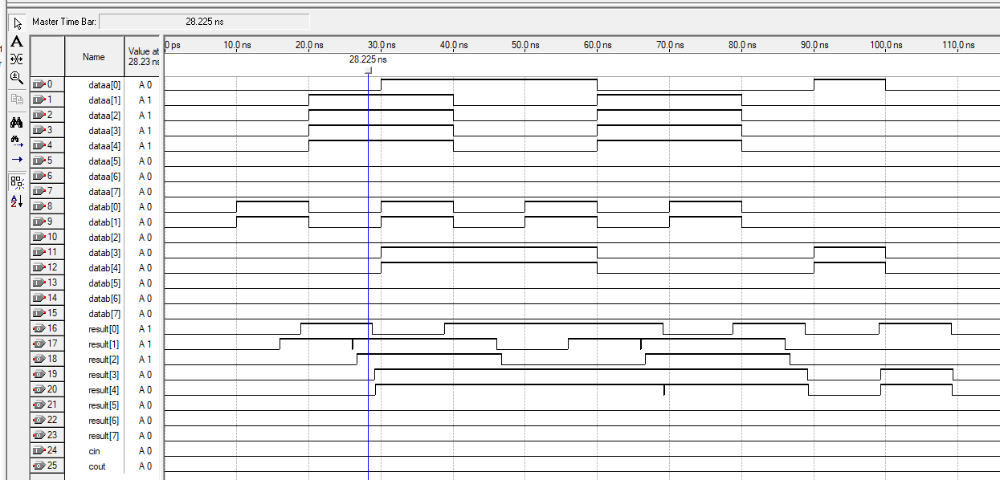 Master Time Bar: 28.225 ns
Name Value at 28.23 ns
0 ps 10.0 ns 20.0 ns 30.0 ns 40.0 ns 50.0 ns 60.0 ns 70.0 ns 80.0 ns 90.0 ns 100.0 ns 110.0 ns
28.225 ns
0 dataa[0] A 0
1 dataa[1] A 1
2 dataa[2] A 1
3 dataa[3] A 1
4 dataa[4] A 1
5 dataa[5] A 0
6 dataa[6] A 0
7 dataa[7] A 0
8 datab[0] A 0
9 datab[1] A 0
10 datab[2] A 0
11 datab[3] A 0
12 datab[4] A 0
13 datab[5] A 0
14 datab[6] A 0
15 datab[7] A 0
16 result[0] A 1
17 result[1] A 1
18 result[2] A 1
19 result[3] A 0
20 result[4] A 0
21 result[5] A 0
22 result[6] A 0
23 result[7] A 0
24 cin A 0
25 cout A 0